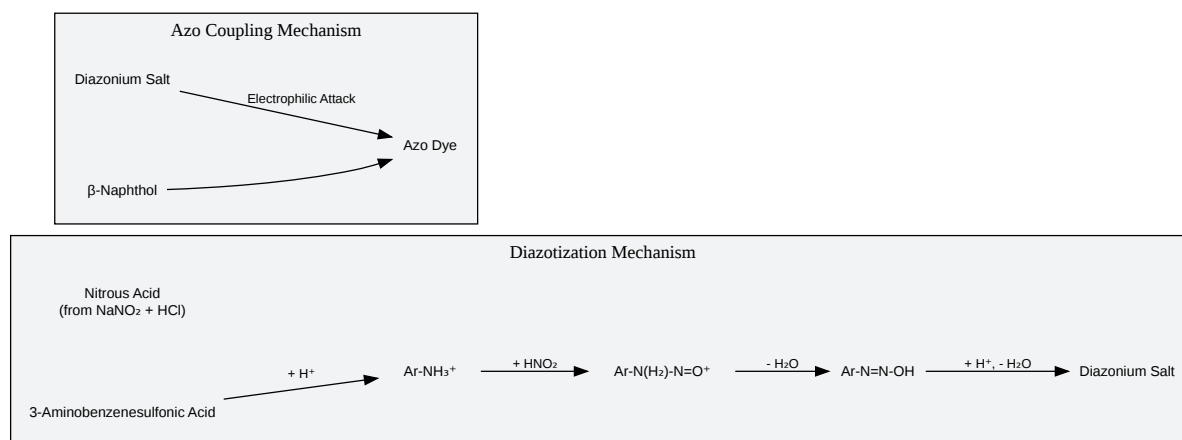 Azo Coupling Mechanism
Diazonium Salt
Electrophilic Attack
Azo Dye
β-Naphthol
Diazotization Mechanism
Nitrous Acid
(from NaNO₂ + HCl)
+ H⁺
Ar-NH₃⁺
+ HNO₂
Ar-N(H₂)-N=O⁺
- H₂O
Ar-N=N-OH
+ H⁺, - H₂O
Diazonium Salt
3-Aminobenzenesulfonic Acid